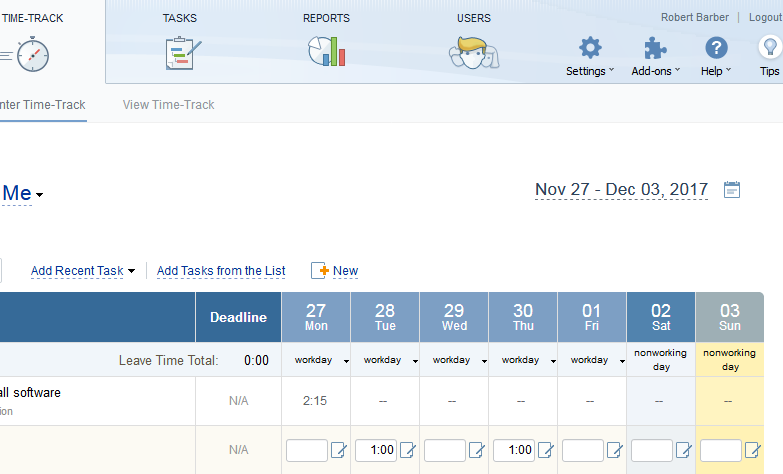 TIME-TRACK TASKS REPORTS USERS Robert Barber | Logout
Settings Add-ons Help Tips
nter Time-Track View Time-Track
Me Nov 27 - Dec 03, 2017
Add Recent Task Add Tasks from the List New
Deadline 27 28 29 30 01 02 03
Mon Tue Wed Thu Fri Sat Sun
Leave Time Total: 0:00 workday workday workday workday workday nonworking day nonworking day
all software
ion
N/A 2:15 -- -- -- -- -- --
N/A 1:00 1:00